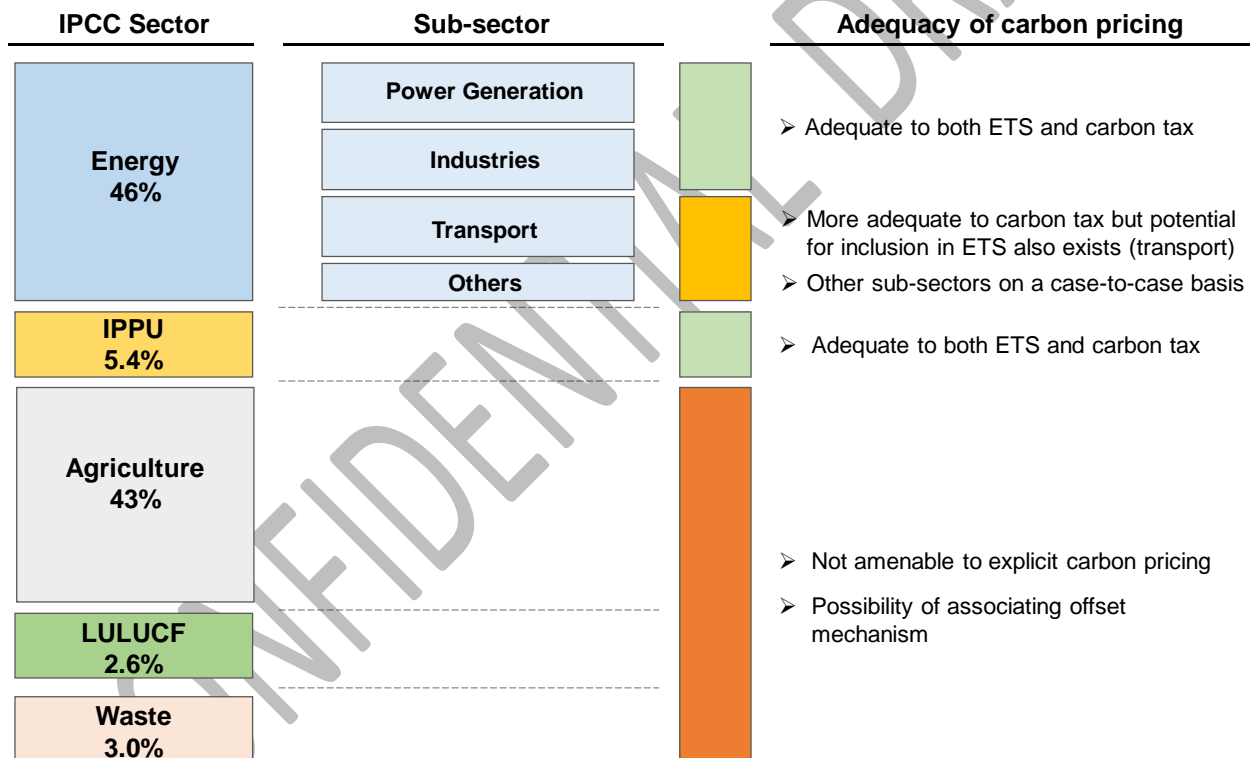 IPCC Sector
Sub-sector
Adequacy of carbon pricing
Energy
46%
Power Generation
Industries
Transport
Others
➢ Adequate to both ETS and carbon tax
➢ More adequate to carbon tax but potential
for inclusion in ETS also exists (transport)
➢ Other sub-sectors on a case-to-case basis
IPPU
5.4%
➢ Adequate to both ETS and carbon tax
Agriculture
43%
➢ Not amenable to explicit carbon pricing
➢ Possibility of associating offset
mechanism
LULUCF
2.6%
Waste
3.0%